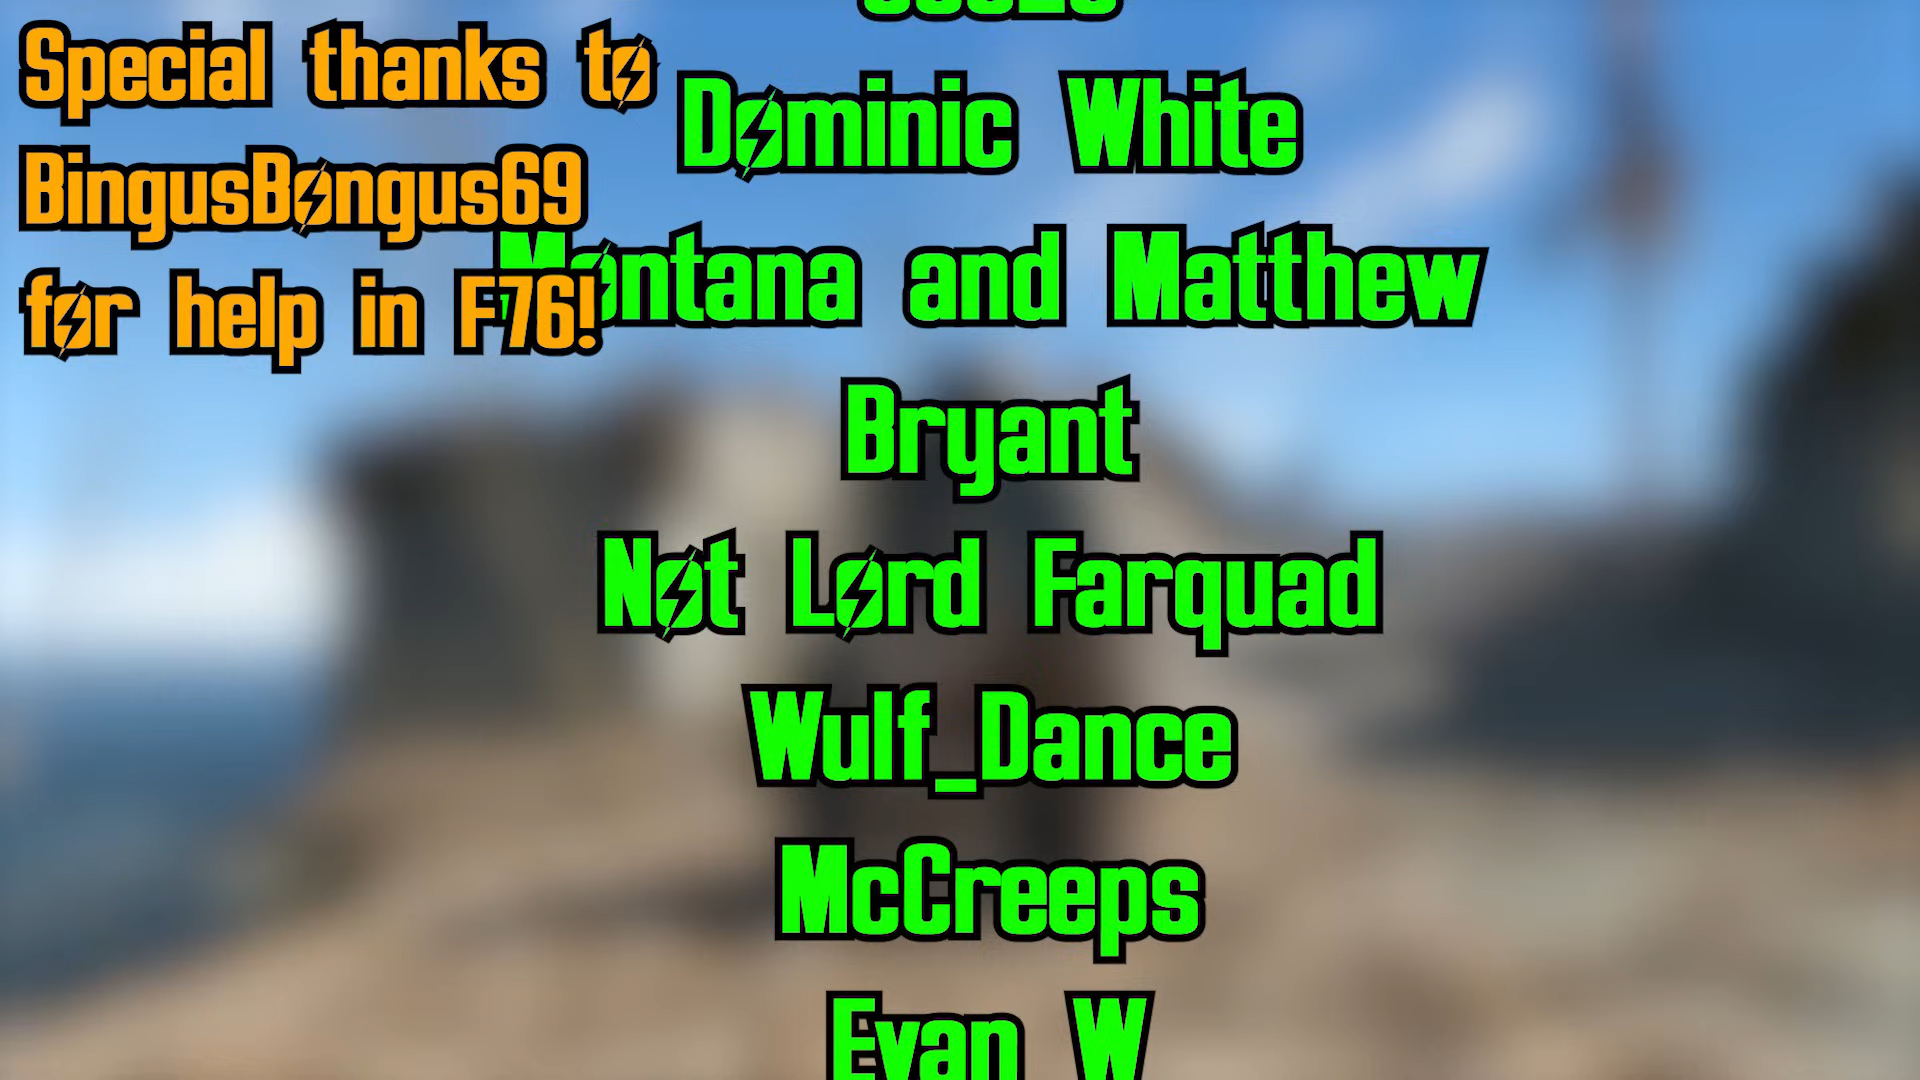 Special thanks to
BingusBongus69
for help in F76!
Dominic White
Montana and Matthew
Bryant
Not Lord Farquad
Wulf_Dance
McCreeps
Evan W